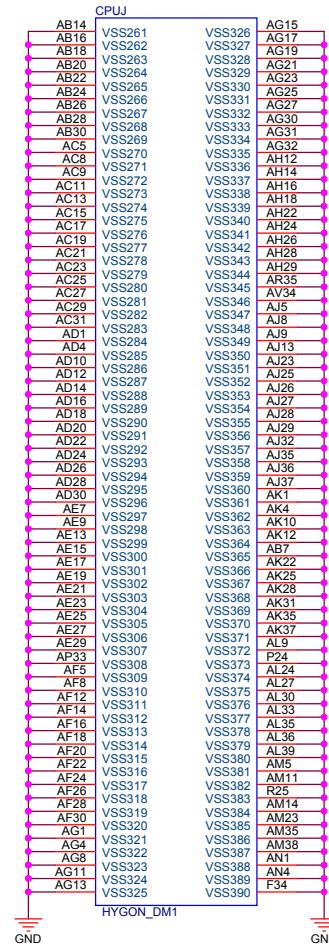 CPUJ
AB14 VSS261 VSS326 AG15
AB16 VSS262 VSS327 AG17
AB18 VSS263 VSS328 AG19
AB20 VSS264 VSS329 AG21
AB22 VSS265 VSS330 AG23
AB24 VSS266 VSS331 AG25
AB26 VSS267 VSS332 AG27
AB28 VSS268 VSS333 AG30
AB30 VSS269 VSS334 AG31
AC5 VSS270 VSS335 AG32
AC8 VSS271 VSS336 AH12
AC9 VSS272 VSS337 AH14
AC11 VSS273 VSS338 AH16
AC13 VSS274 VSS339 AH18
AC15 VSS275 VSS340 AH22
AC17 VSS276 VSS341 AH24
AC19 VSS277 VSS342 AH26
AC21 VSS278 VSS343 AH28
AC23 VSS279 VSS344 AH29
AC25 VSS280 VSS345 AR35
AC27 VSS281 VSS346 AV34
AC29 VSS282 VSS347 AJ5
AC31 VSS283 VSS348 AJ8
AD1 VSS284 VSS349 AJ9
AD4 VSS285 VSS350 AJ13
AD10 VSS286 VSS351 AJ23
AD12 VSS287 VSS352 AJ25
AD14 VSS288 VSS353 AJ26
AD16 VSS289 VSS354 AJ27
AD18 VSS290 VSS355 AJ28
AD20 VSS291 VSS356 AJ29
AD22 VSS292 VSS357 AJ32
AD24 VSS293 VSS358 AJ35
AD26 VSS294 VSS359 AJ36
AD28 VSS295 VSS360 AJ37
AD30 VSS296 VSS361 AK1
AE7 VSS297 VSS362 AK4
AE9 VSS298 VSS363 AK10
AE13 VSS299 VSS364 AK12
AE15 VSS300 VSS365 AB7
AE17 VSS301 VSS366 AK22
AE19 VSS302 VSS367 AK25
AE21 VSS303 VSS368 AK28
AE23 VSS304 VSS369 AK31
AE25 VSS305 VSS370 AK35
AE27 VSS306 VSS371 AK37
AE29 VSS307 VSS372 AL9
AP33 VSS308 VSS373 P24
AF5 VSS309 VSS374 AL24
AF8 VSS310 VSS375 AL27
AF12 VSS311 VSS376 AL30
AF14 VSS312 VSS377 AL33
AF16 VSS313 VSS378 AL35
AF18 VSS314 VSS379 AL36
AF20 VSS315 VSS380 AL39
AF22 VSS316 VSS381 AM5
AF24 VSS317 VSS382 AM11
AF26 VSS318 VSS383 R25
AF28 VSS319 VSS384 AM14
AF30 VSS320 VSS385 AM23
AG1 VSS321 VSS386 AM35
AG4 VSS322 VSS387 AM38
AG8 VSS323 VSS388 AN1
AG11 VSS324 VSS389 AN4
AG13 VSS325 VSS390 F34
HYGON_DM1
GND GN